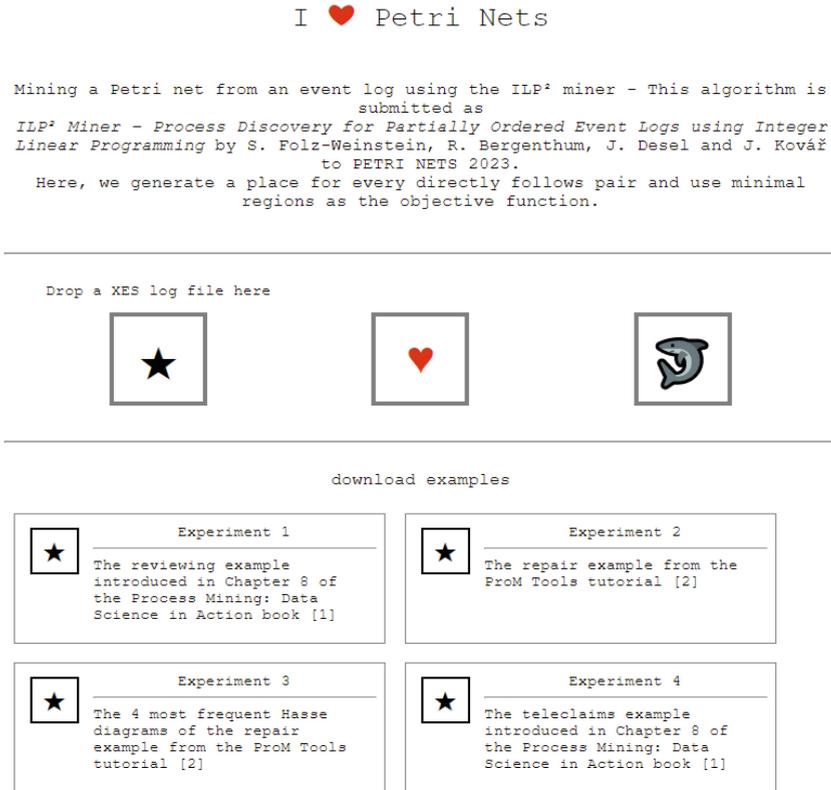 I ❤ Petri Nets
Mining a Petri net from an event log using the ILP² miner - This algorithm is
submitted as
ILP² Miner - Process Discovery for Partially Ordered Event Logs using Integer
Linear Programming by S. Folz-Weinstein, R. Bergenthum, J. Desel and J. Kovář
to PETRI NETS 2023.
Here, we generate a place for every directly follows pair and use minimal
regions as the objective function.
Drop a XES log file here
download examples
Experiment 1
The reviewing example
introduced in Chapter 8 of
the Process Mining: Data
Science in Action book [1]
Experiment 2
The repair example from the
ProM Tools tutorial [2]
Experiment 3
The 4 most frequent Hasse
diagrams of the repair
example from the ProM Tools
tutorial [2]
Experiment 4
The teleclaims example
introduced in Chapter 8 of
the Process Mining: Data
Science in Action book [1]